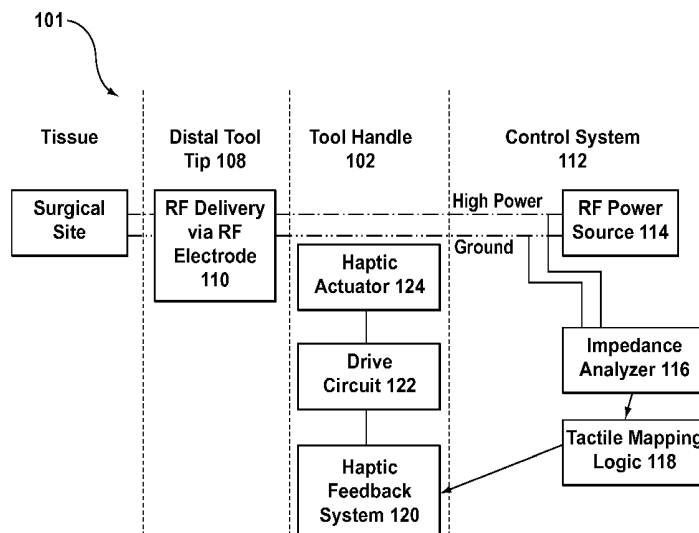 101
Tissue
Distal Tool
Tip 108
Tool Handle
102
Control System
112
High Power
Ground
Surgical
Site
RF Delivery
via RF
Electrode
110
RF Power
Source 114
Haptic
Actuator 124
Impedance
Analyzer 116
Drive
Circuit 122
Tactile Mapping
Logic 118
Haptic
Feedback
System 120